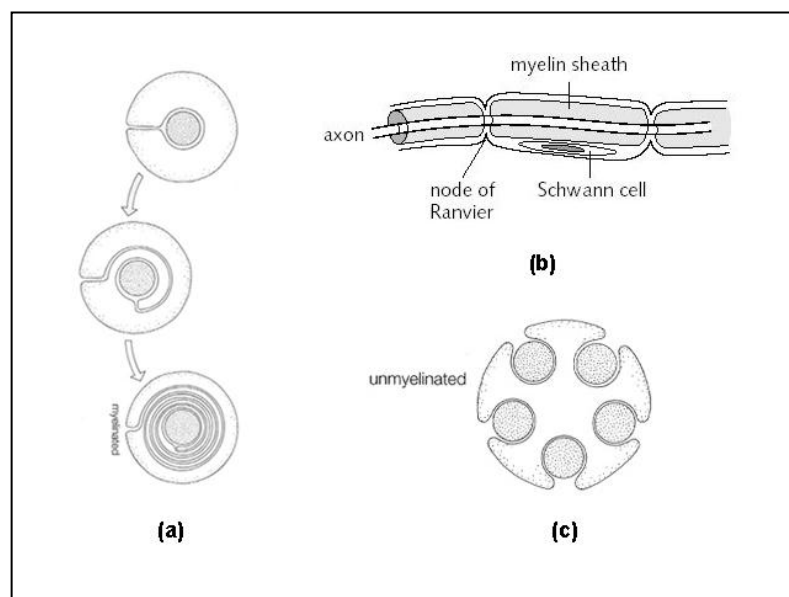 myelin sheath
axon
node of
Ranvier
Schwann cell
(b)
unmyelinated
myelinated
(a)
(c)